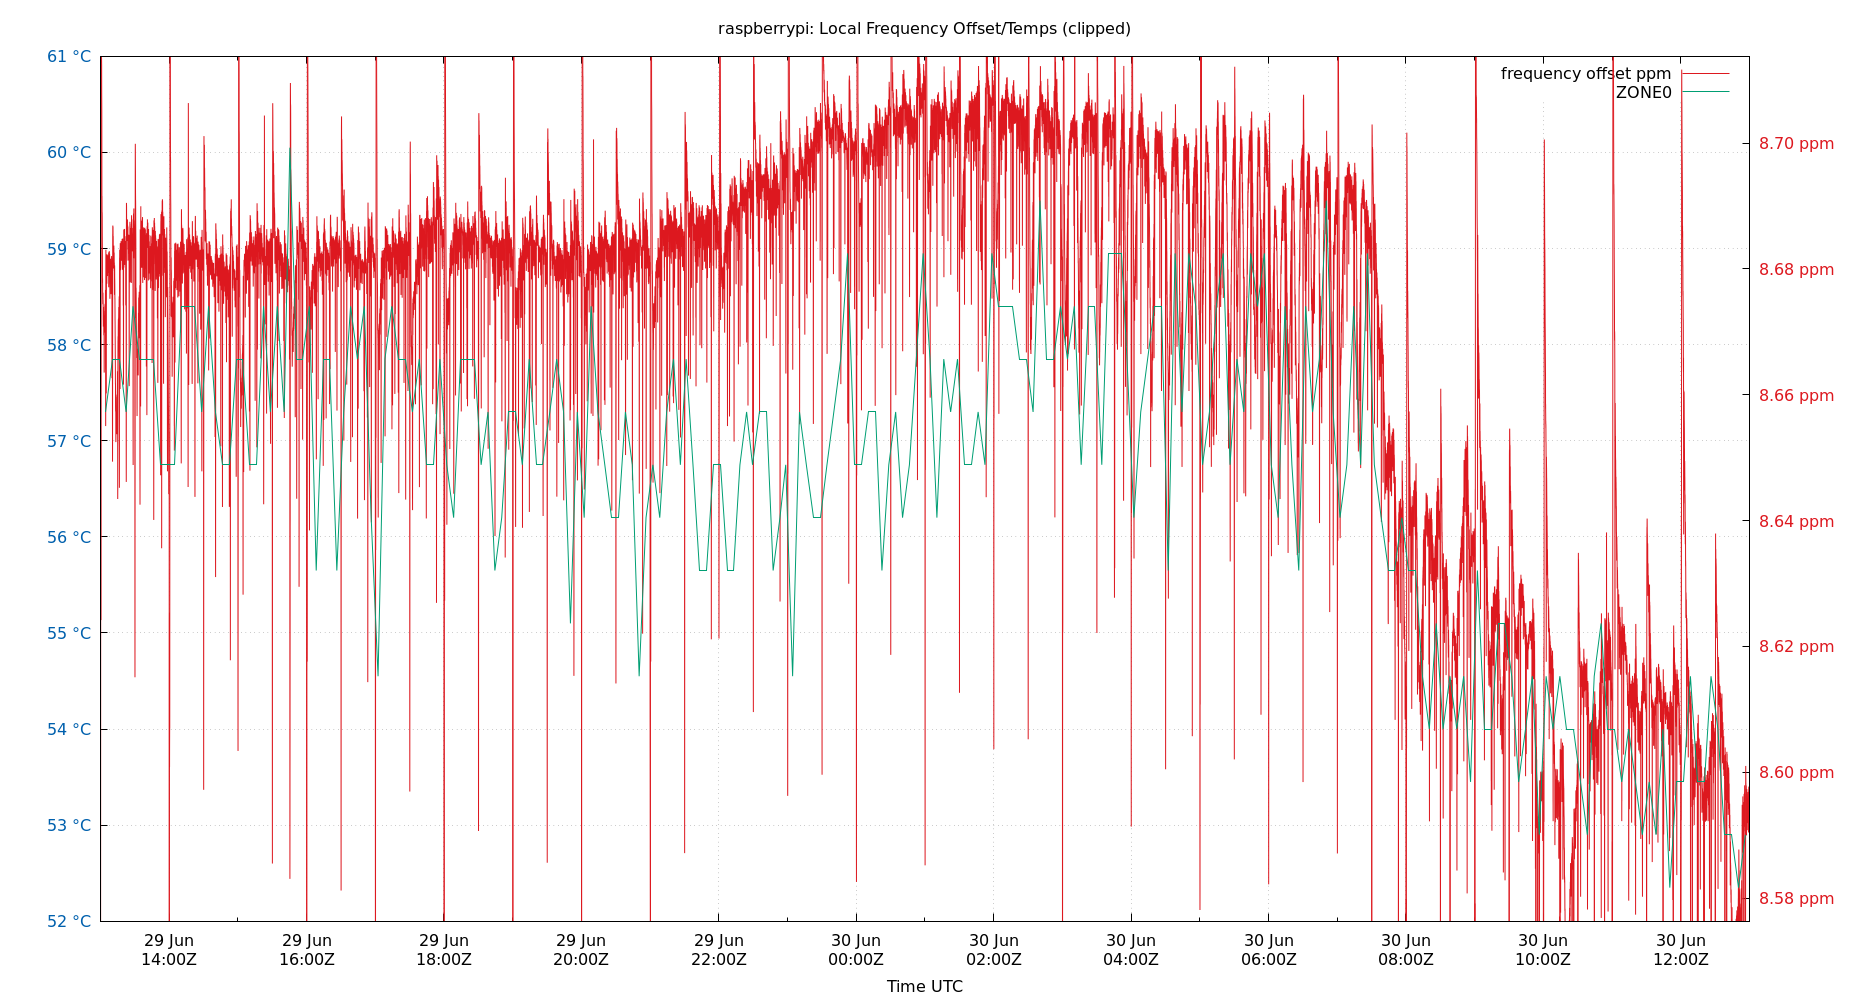 raspberrypi: Local Frequency Offset/Temps (clipped)
61 °C
60 °C
59 °C
58 °C
57 °C
56 °C
55 °C
54 °C
53 °C
52 °C
frequency offset ppm
ZONE0
8.70 ppm
8.68 ppm
8.66 ppm
8.64 ppm
8.62 ppm
8.60 ppm
8.58 ppm
29 Jun
14:00Z
29 Jun
16:00Z
29 Jun
18:00Z
29 Jun
20:00Z
29 Jun
22:00Z
30 Jun
00:00Z
30 Jun
02:00Z
30 Jun
04:00Z
30 Jun
06:00Z
30 Jun
08:00Z
30 Jun
10:00Z
30 Jun
12:00Z
Time UTC